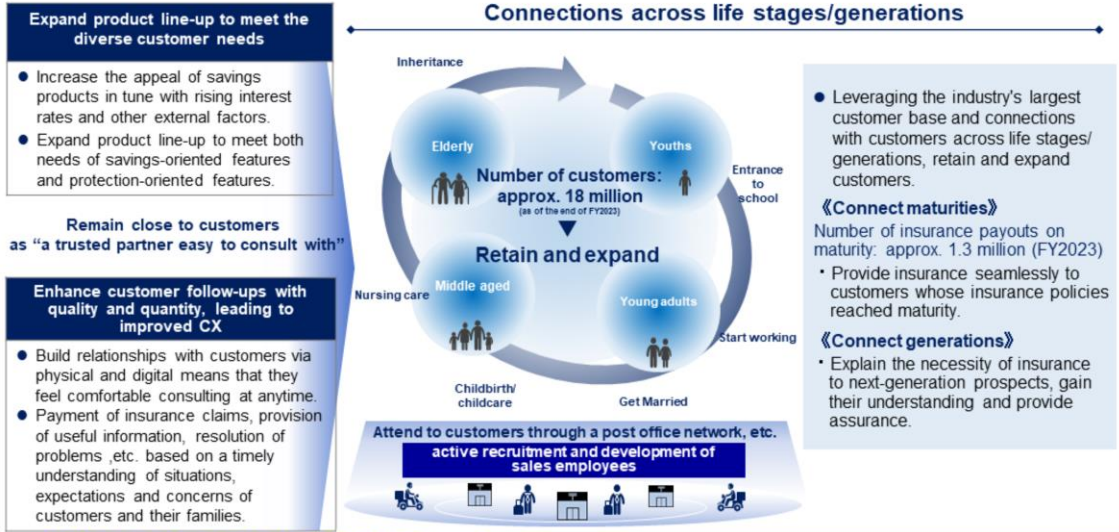 Expand product line-up to meet the
diverse customer needs
● Increase the appeal of savings
products in tune with rising interest
rates and other external factors.
● Expand product line-up to meet both
needs of savings-oriented features
and protection-oriented features.
Remain close to customers
as “a trusted partner easy to consult with”
Enhance customer follow-ups with
quality and quantity, leading to
improved CX
● Build relationships with customers via
physical and digital means that they
feel comfortable consulting at anytime.
● Payment of insurance claims, provision
of useful information, resolution of
problems ,etc. based on a timely
understanding of situations,
expectations and concerns of
customers and their families.
Connections across life stages/generations
Inheritance
Elderly
Youths
Entrance
to
school
Number of customers:
approx. 18 million
(as of the end of FY2023)
Retain and expand
Nursing care
Middle aged
Young adults
Start working
Childbirth/
childcare
Get Married
Attend to customers through a post office network, etc.
active recruitment and development of
sales employees
● Leveraging the industry's largest
customer base and connections
with customers across life stages/
generations, retain and expand
customers.
《Connect maturities》
Number of insurance payouts on
maturity: approx. 1.3 million (FY2023)
・Provide insurance seamlessly to
customers whose insurance policies
reached maturity.
《Connect generations》
・Explain the necessity of insurance
to next-generation prospects, gain
their understanding and provide
assurance.